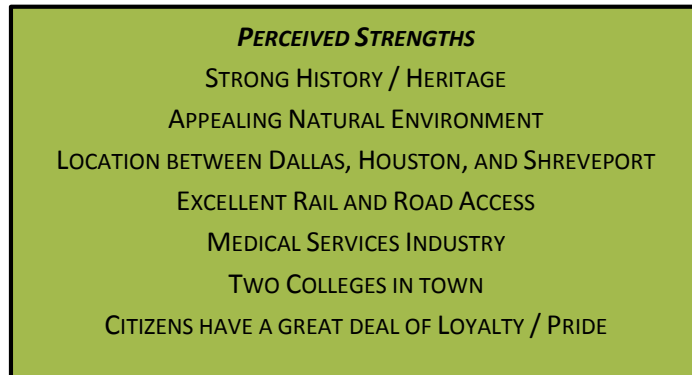 PERCEIVED STRENGTHS
STRONG HISTORY / HERITAGE
APPEALING NATURAL ENVIRONMENT
LOCATION BETWEEN DALLAS, HOUSTON, AND SHREVEPORT
EXCELLENT RAIL AND ROAD ACCESS
MEDICAL SERVICES INDUSTRY
TWO COLLEGES IN TOWN
CITIZENS HAVE A GREAT DEAL OF LOYALTY / PRIDE